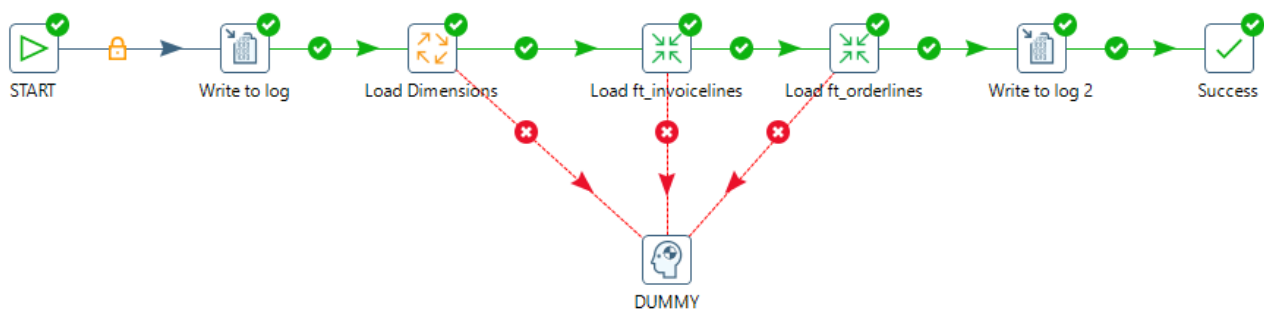 START
Write to log
Load Dimensions
Load ft_invoicelines
Load ft_orderlines
Write to log 2
Success
DUMMY